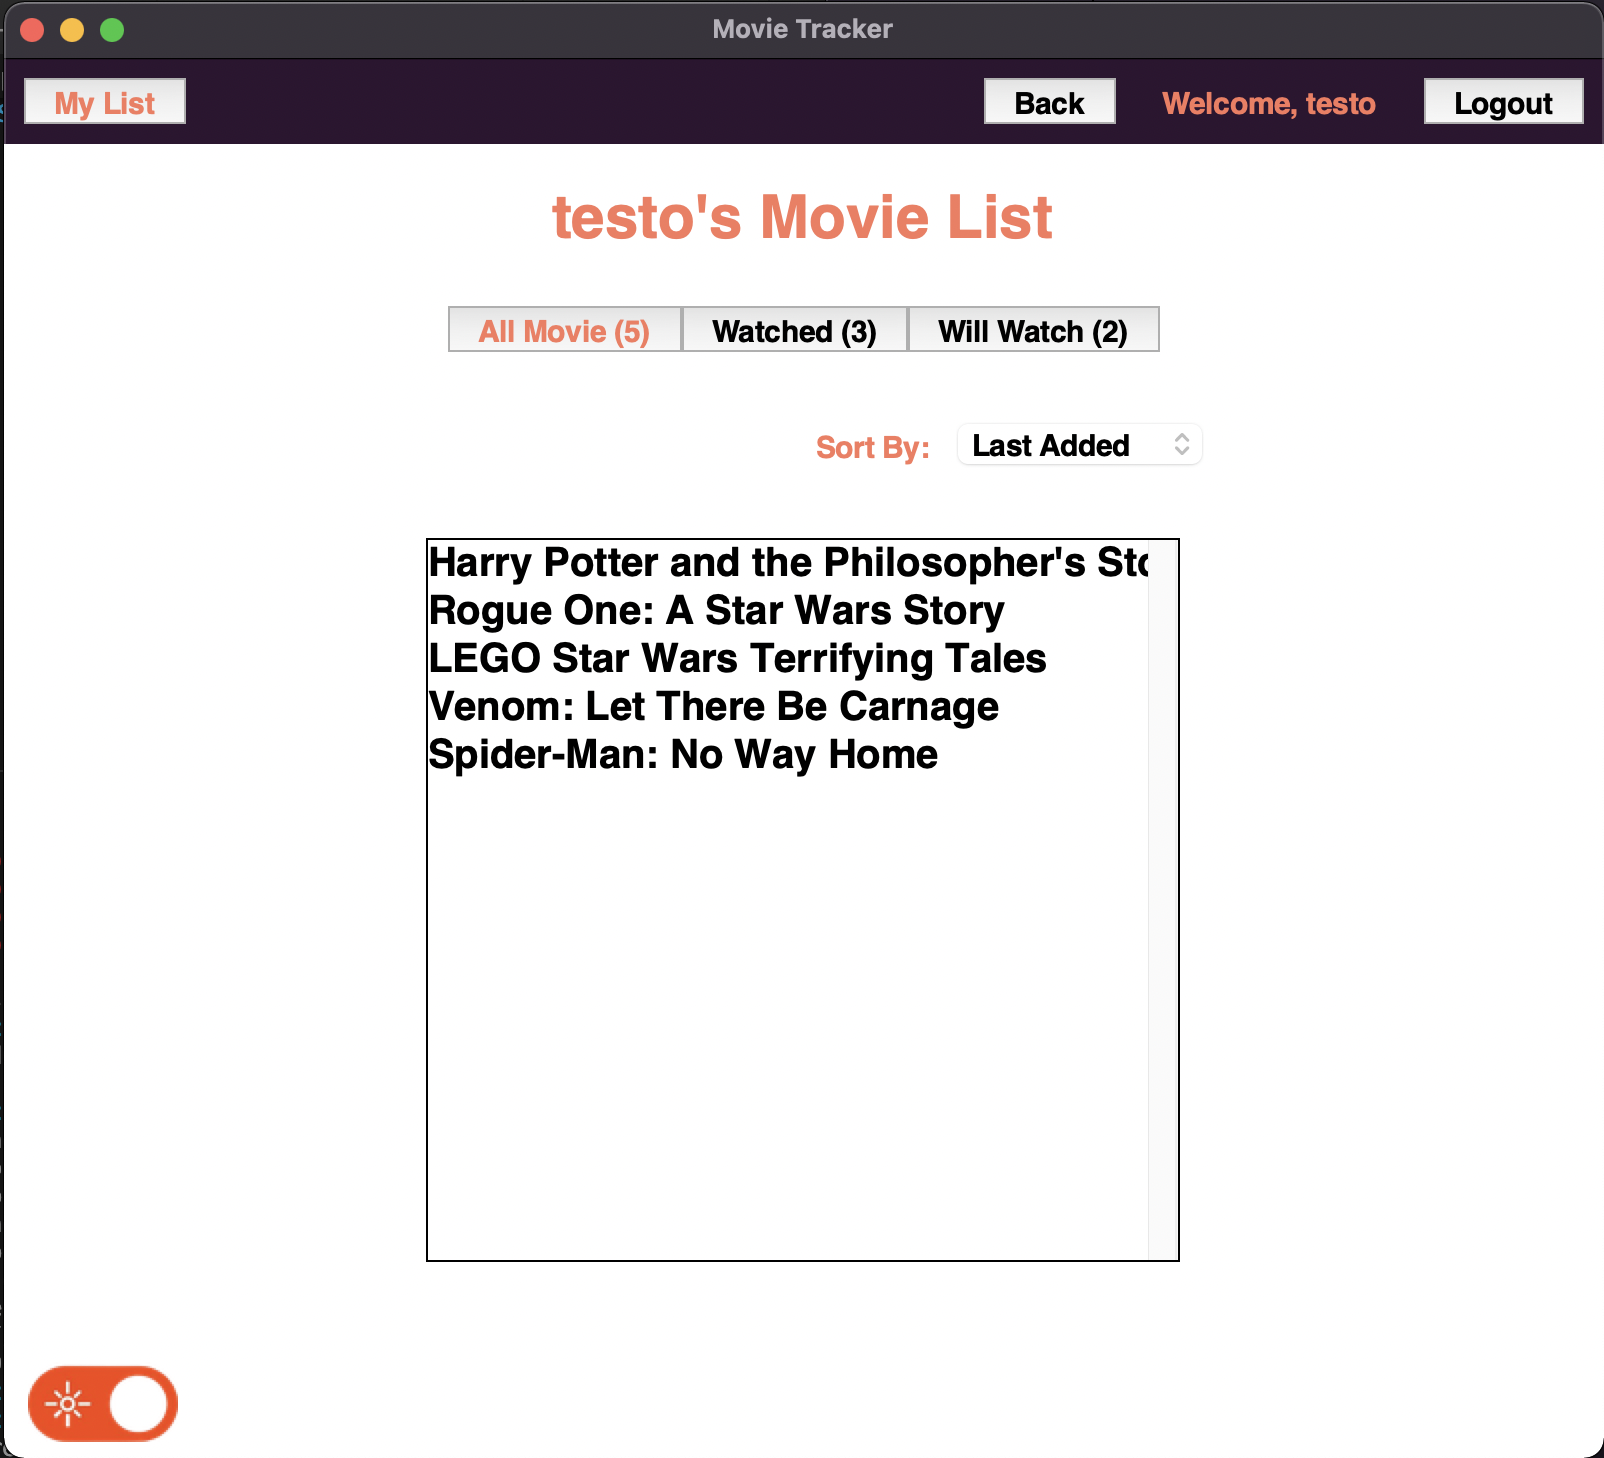 Movie Tracker
My List
Back
Welcome, testo
Logout
testo's Movie List
All Movie (5)
Watched (3)
Will Watch (2)
Sort By:
Last Added
Harry Potter and the Philosopher's Sto
Rogue One: A Star Wars Story
LEGO Star Wars Terrifying Tales
Venom: Let There Be Carnage
Spider-Man: No Way Home